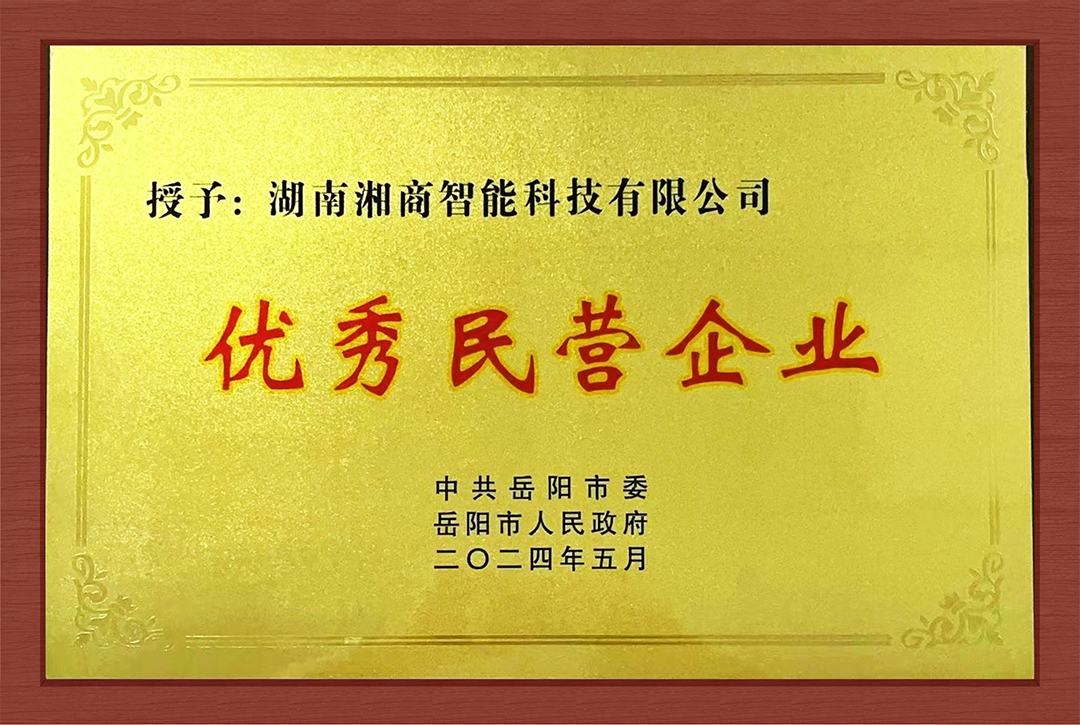 授予：湖南湘商智能科技有限公司
优秀民营企业
中共岳阳市委
岳阳市人民政府
二〇二四年五月